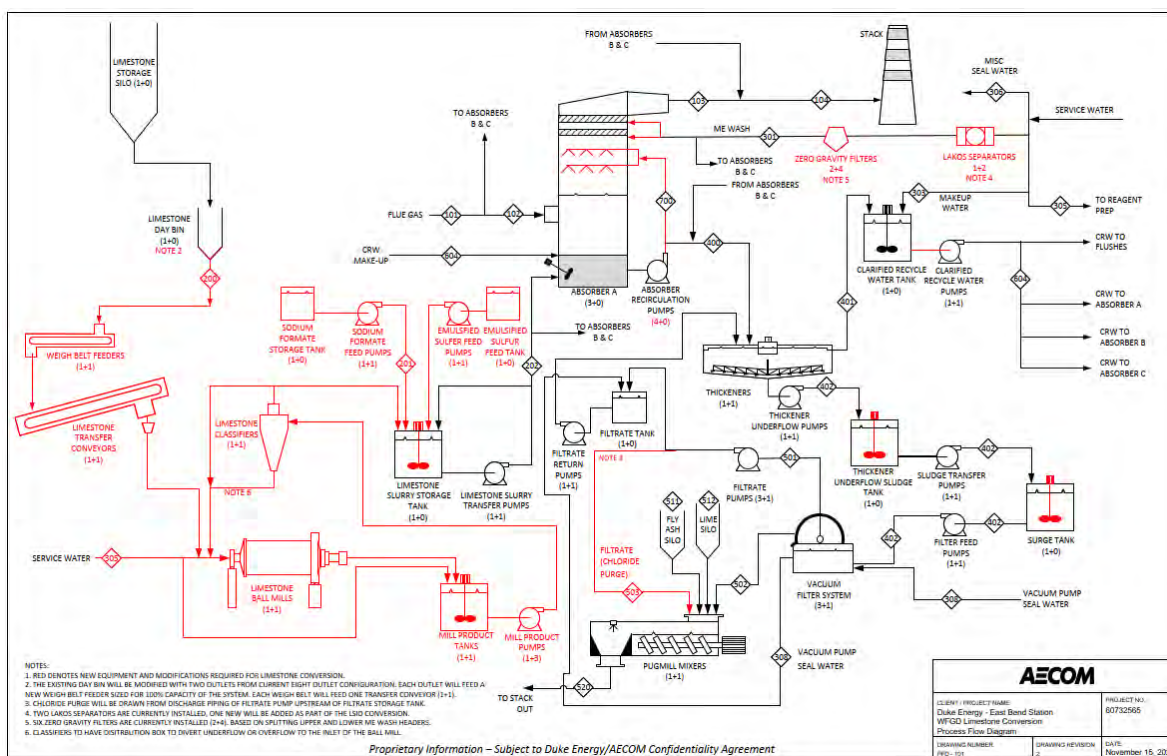 LIMESTONE
STORAGE
SILO (1+0)
FROM ABSORBERS
B & C
STACK
MISC
SEAL WATER
306
SERVICE WATER
TO ABSORBERS
B & C
103
104
ME WASH
301
ZERO GRAVITY FILTERS
2+4
NOTE 5
LAKOS SEPARATORS
1+2
NOTE 4
TO ABSORBERS
B & C
FROM ABSORBERS
B & C
303
MAKEUP
WATER
305
TO REAGENT
PREP
LIMESTONE
DAY BIN
(1+0)
NOTE 2
FLUE GAS
101
102
700
CRW
MAKE-UP
604
400
CLARIFIED RECYCLE
WATER TANK
(1+0)
CLARIFIED
RECYCLE WATER
PUMPS
(1+1)
CRW TO
FLUSHES
604
CRW TO
ABSORBER A
CRW TO
ABSORBER B
CRW TO
ABSORBER C
200
ABSORBER A
(3+0)
ABSORBER
RECIRCULATION
PUMPS
(4+0)
401
WEIGH BELT FEEDERS
(1+1)
SODIUM
FORMATE
STORAGE TANK
(1+0)
SODIUM
FORMATE
FEED PUMPS
(1+1)
EMULSIFIED
SULFER FEED
PUMPS
(1+1)
EMULSIFIED
SULFUR
FEED TANK
(1+0)
TO ABSORBERS
B & C
201
202
THICKENERS
(1+1)
402
THICKENER
UNDERFLOW PUMPS
(1+1)
LIMESTONE
TRANSFER
CONVEYORS
(1+1)
LIMESTONE
CLASSIFIERS
(1+1)
LIMESTONE
SLURRY STORAGE
TANK
(1+0)
LIMESTONE SLURRY
TRANSFER PUMPS
(1+1)
FILTRATE
RETURN
PUMPS
(1+1)
FILTRATE TANK
(1+0)
NOTE 3
FILTRATE
PUMPS (3+1)
501
THICKENER
UNDERFLOW SLUDGE
TANK
(1+0)
402
SLUDGE TRANSFER
PUMPS
(1+1)
NOTE 6
511
512
FLY
ASH
SILO
LIME
SILO
SURGE TANK
(1+0)
402
FILTER FEED
PUMPS
(1+1)
SERVICE WATER
305
LIMESTONE
BALL MILLS
(1+1)
FILTRATE
(CHLORIDE
PURGE)
503
502
VACUUM
FILTER SYSTEM
(3+1)
308
VACUUM PUMP
SEAL WATER
MILL PRODUCT
TANKS
(1+1)
MILL PRODUCT
PUMPS
(1+3)
PUGMILL MIXERS
(1+1)
308
VACUUM PUMP
SEAL WATER
TO STACK
OUT
520
NOTES:
1. RED DENOTES NEW EQUIPMENT AND MODIFICATIONS REQUIRED FOR LIMESTONE CONVERSION.
2. THE EXISTING DAY BIN WILL BE MODIFIED WITH TWO OUTLETS FROM CURRENT EIGHT OUTLET CONFIGURATION. EACH OUTLET WILL FEED A
NEW WEIGH BELT FEEDER SIZED FOR 100% CAPACITY OF THE SYSTEM. EACH WEIGH BELT WILL FEED ONE TRANSFER CONVEYOR (1+1).
3. CHLORIDE PURGE WILL BE DRAWN FROM DISCHARGE PIPING OF FILTRATE PUMP UPSTREAM OF FILTRATE STORAGE TANK.
4. TWO LAKOS SEPARATORS ARE CURRENTLY INSTALLED, ONE NEW WILL BE ADDED AS PART OF THE LSIO CONVERSION.
5. SIX ZERO GRAVITY FILTERS ARE CURRENTLY INSTALLED (2+4). BASED ON SPLITTING UPPER AND LOWER ME WASH HEADERS.
6. CLASSIFIERS TO HAVE DISITRBUTION BOX TO DIVERT UNDERFLOW OR OVERFLOW TO THE INLET OF THE BALL MILL.
AECOM
CLIENT / PROJECT NAME
Duke Energy - East Bend Station
WFGD Limestone Conversion
Process Flow Diagram
PROJECT NO.
60732565
DRAWING NUMBER
PFD - 101
DRAWING REVISION
2
DATE
November 15, 202
Proprietary Information – Subject to Duke Energy/AECOM Confidentiality Agreement